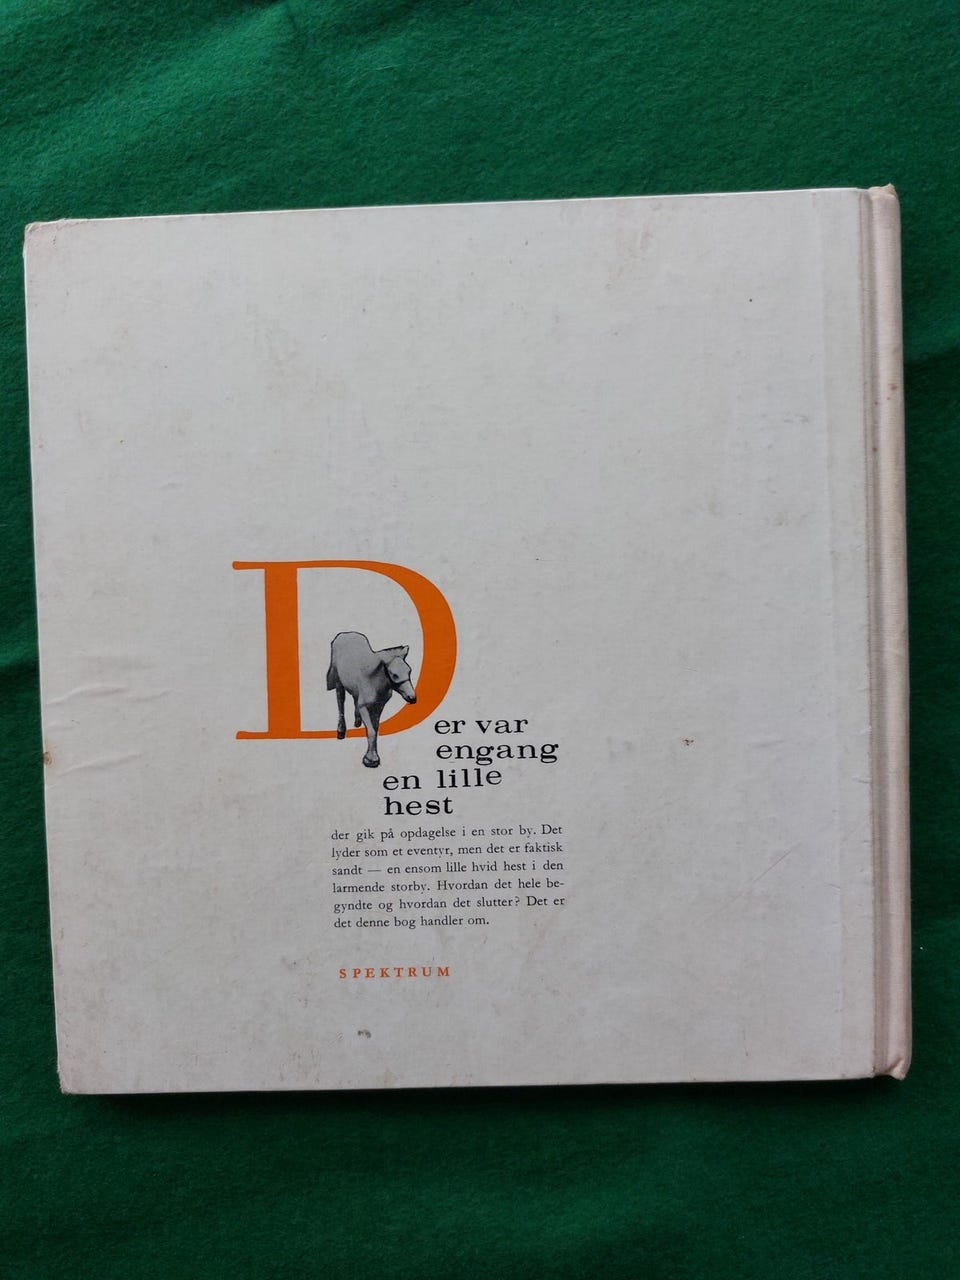 Der var
engang
en lille
hest
der gik på opdagelse i en stor by. Det
lyder som et eventyr, men det er faktisk
sandt — en ensom lille hvid hest i den
larmende storby. Hvordan det hele be-
gyndte og hvordan det slutter? Det er
det denne bog handler om.
SPEKTRUM